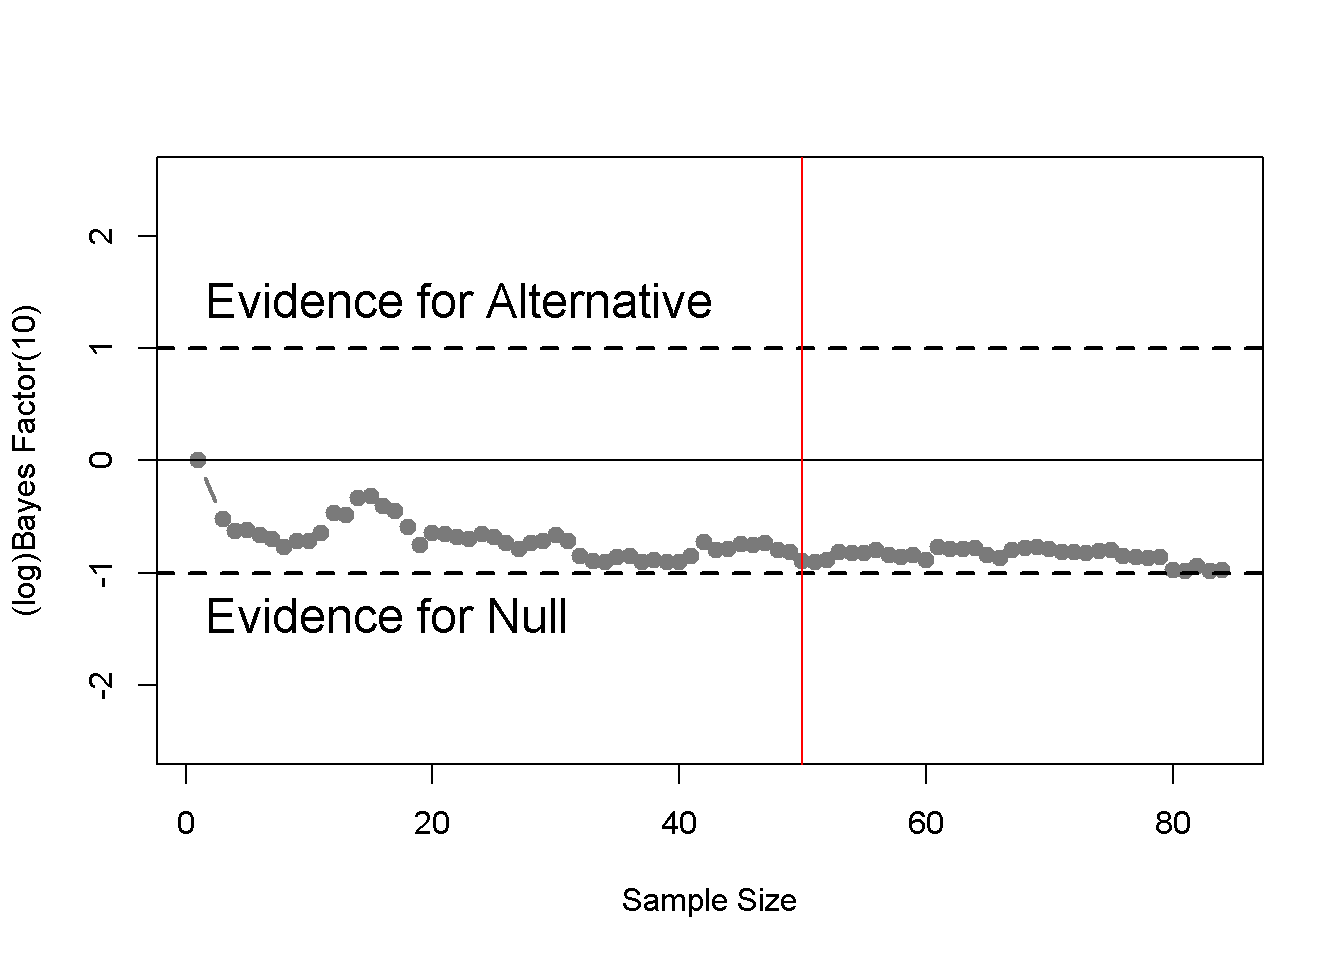 2
Evidence for Alternative
1
0
-1
Evidence for Null
-2
(log)Bayes Factor(10)
0 20 40 60 80
Sample Size